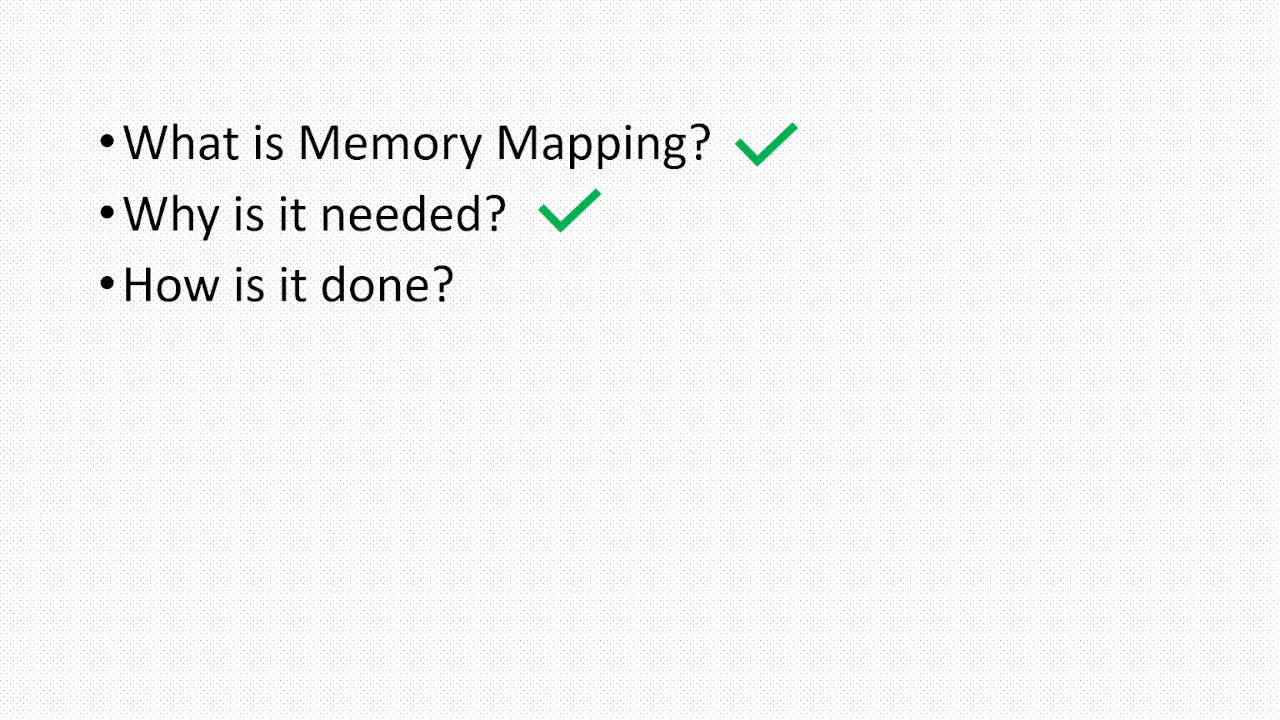 •What is Memory Mapping?
•Why is it needed?
•How is it done?